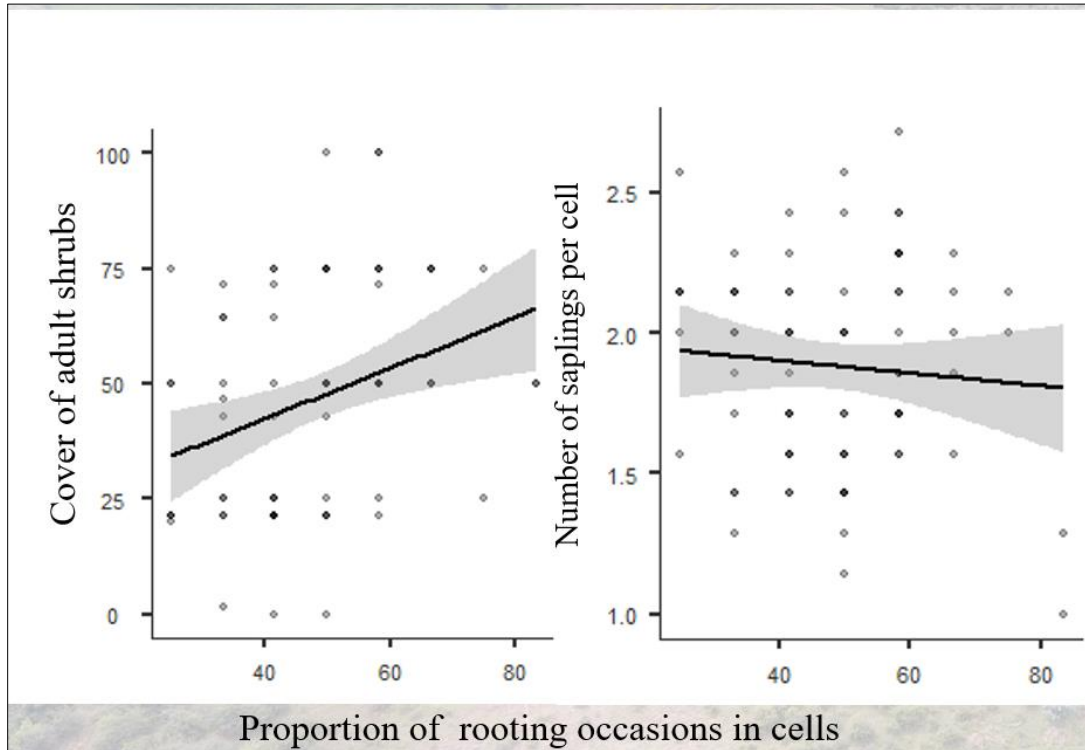 Cover of adult shrubs
100
75
50
25
0
40 60 80
Number of saplings per cell
2.5
2.0
1.5
1.0
40 60 80
Proportion of rooting occasions in cells